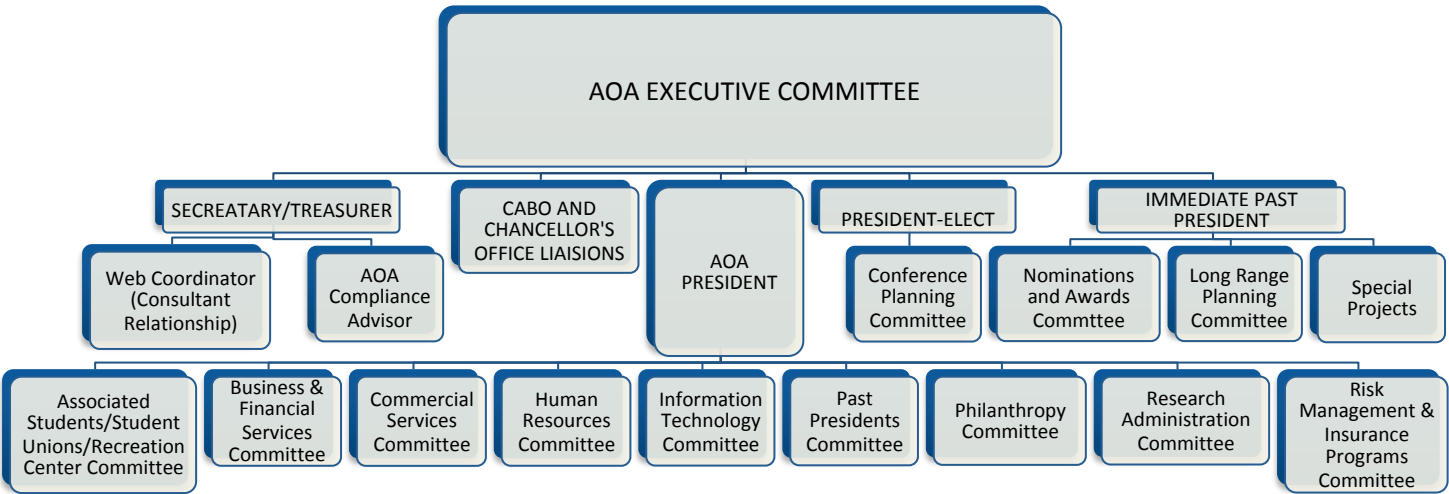 AOA EXECUTIVE COMMITTEE
SECREATARY/TREASURER
CABO AND
CHANCELLOR'S
OFFICE LIAISIONS
AOA
PRESIDENT
PRESIDENT-ELECT
IMMEDIATE PAST
PRESIDENT
Web Coordinator
(Consultant
Relationship)
AOA
Compliance
Advisor
Conference
Planning
Committee
Nominations
and Awards
Commttee
Long Range
Planning
Committee
Special
Projects
Associated
Students/Student
Unions/Recreation
Center Committee
Business &
Financial
Services
Committee
Commercial
Services
Committee
Human
Resources
Committee
Information
Technology
Committee
Past
Presidents
Committee
Philanthropy
Committee
Research
Administration
Committee
Risk
Management &
Insurance
Programs
Committee